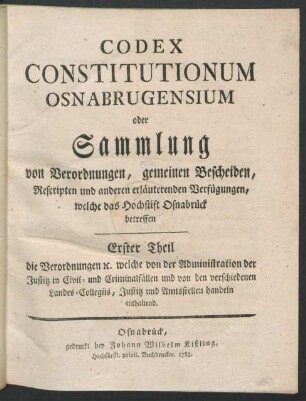 CODEX
CONSTITUTIONUM
OSNABRUGENSIUM
oder
Sammlung
von Verordnungen, gemeinen Bescheiden,
Rescripten und anderen erläuterenden Verfügungen,
welche das Hochstift Osnabrück
betreffen
Erster Theil
die Verordnungen ꝛc. welche von der Administration der
Justitz in Civil- und Criminalfällen und von den verschiedenen
Landes-Collegiis, Justitz und Amtsstellen handeln
enthaltend.
Osnabrück,
gedruckt bey Johann Wilhelm Kißling,
Hochfürstl. privil. Buchdrucker. 1783.